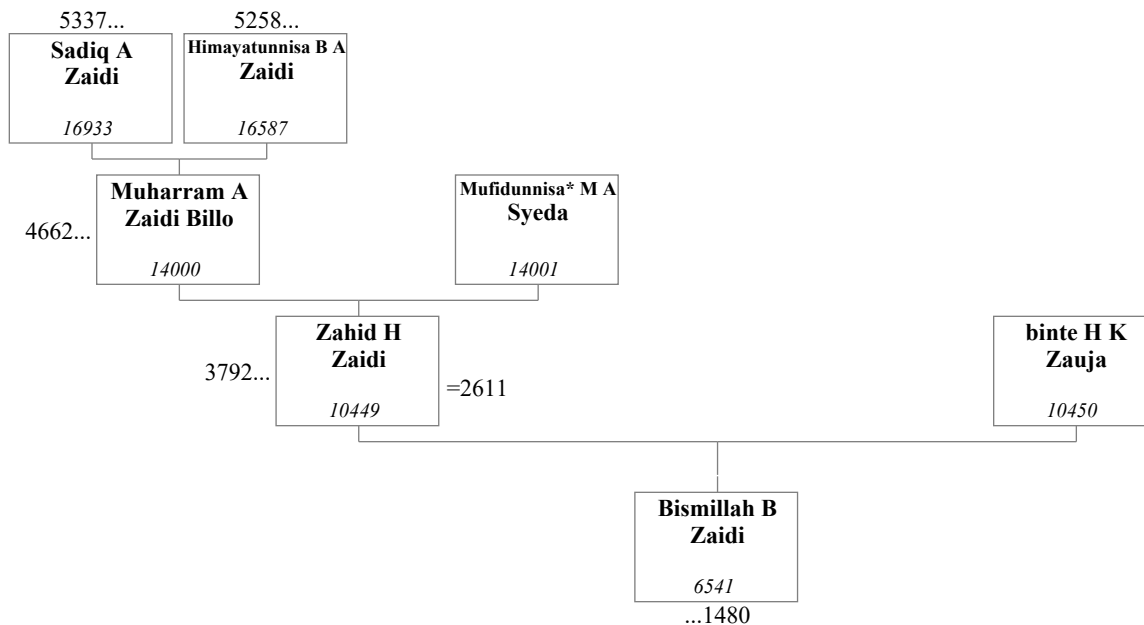 5337...
5258...
Sadiq A
Zaidi
16933
Himayatunnisa B A
Zaidi
16587
Muharram A
Zaidi Billo
14000
4662...
Mufidunnisa* M A
Syeda
14001
Zahid H
Zaidi
10449
3792...
=2611
binte H K
Zauja
10450
Bismillah B
Zaidi
6541
...1480